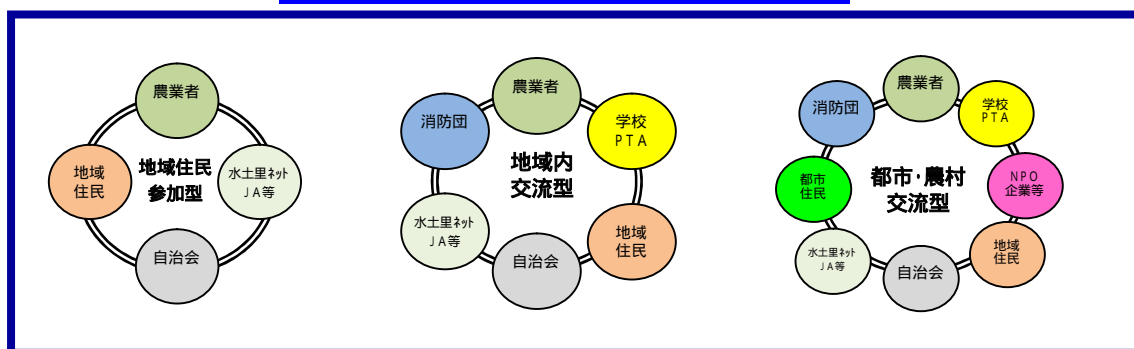 農業者
地域
住民
地域住民
参加型
水土里ネット
JA等
自治会
農業者
消防団
学校
PTA
地域内
交流型
水土里ネット
JA等
地域
住民
自治会
農業者
消防団
学校
PTA
都市
住民
都市・農村
交流型
NPO
企業等
水土里ネット
JA等
地域
住民
自治会